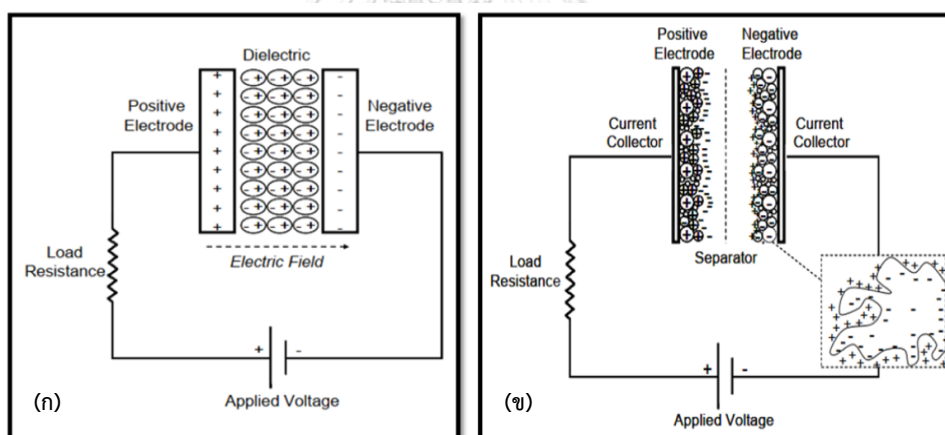 Dielectric
Positive
Electrode
Negative
Electrode
Load
Resistance
Electric Field
+ -
Applied Voltage
(ก)
Positive
Electrode
Negative
Electrode
Current
Collector
Current
Collector
Separator
Load
Resistance
+ -
Applied Voltage
(ข)